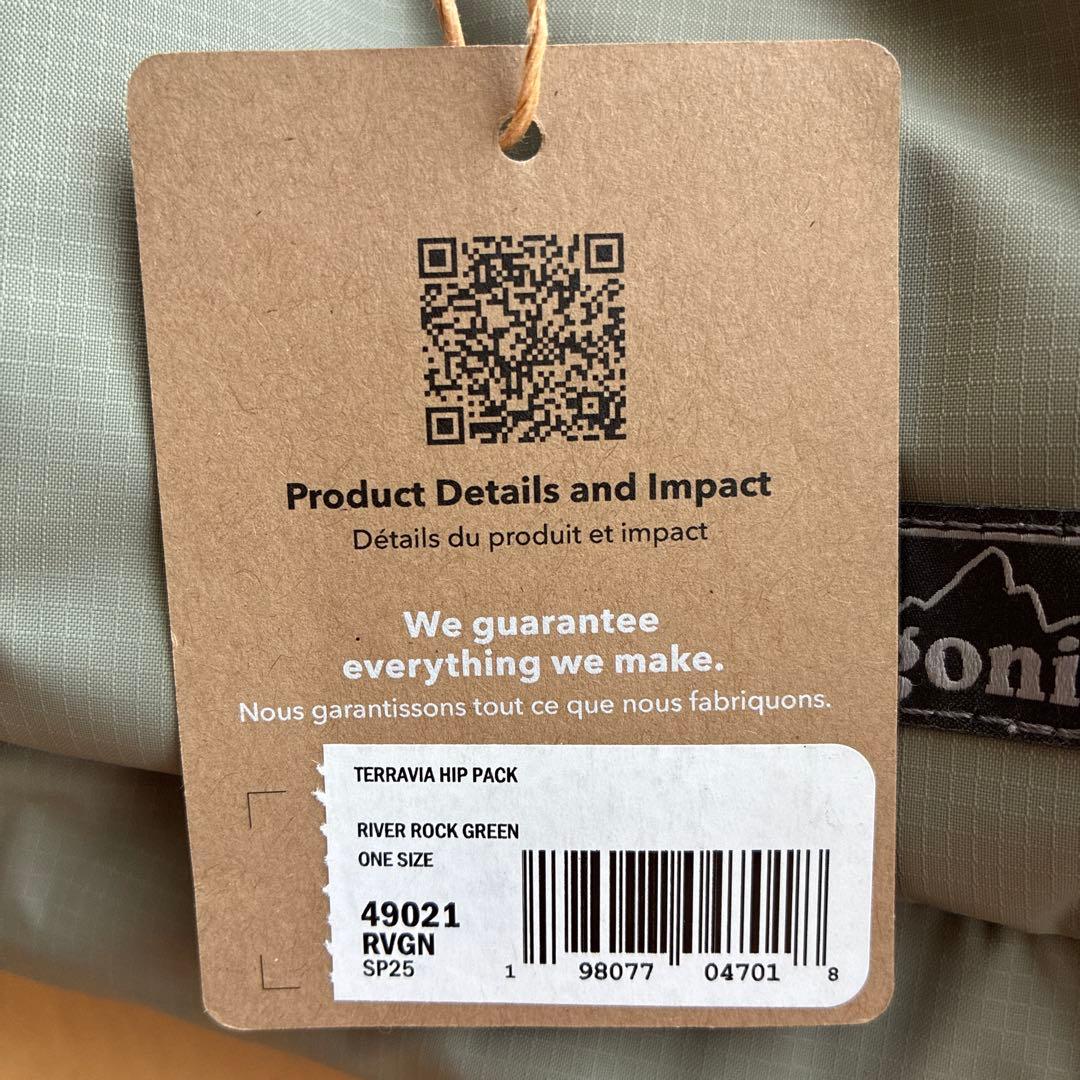 Product Details and Impact
Détails du produit et impact
We guarantee
everything we make.
Nous garantissons tout ce que nous fabriquons.
goni
TERRAVIA HIP PACK
RIVER ROCK GREEN
ONE SIZE
49021
RVGN
SP25
1 98077 04701 8